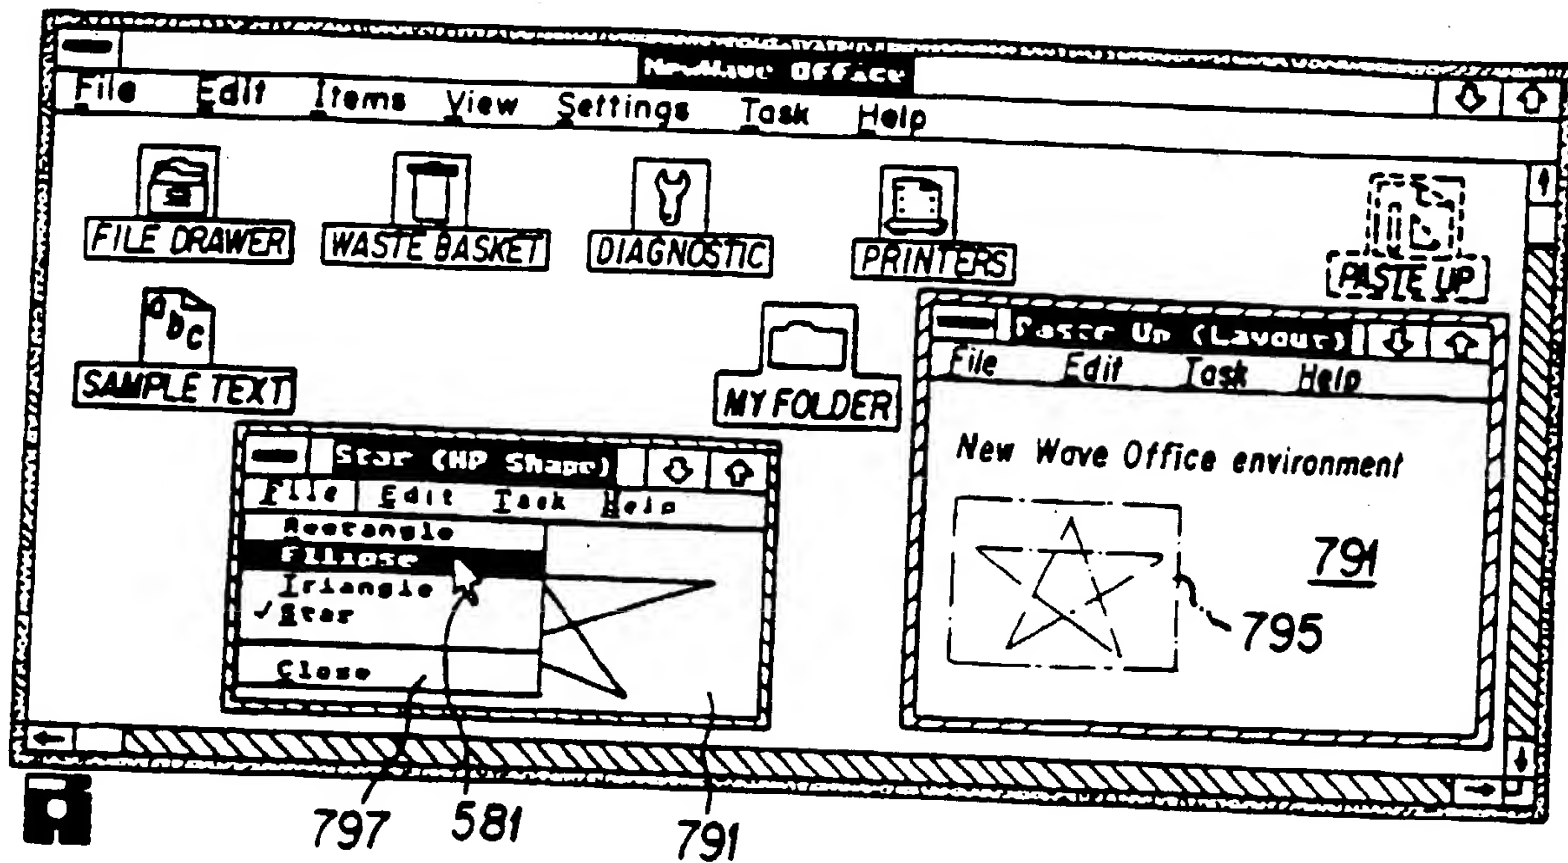 NewWave Office
File Edit Items View Settings Task Help
FILE DRAWER
WASTE BASKET
DIAGNOSTIC
PRINTERS
PASTE UP
abc
SAMPLE TEXT
MY FOLDER
Paste Up (Layout)
File Edit Task Help
New Wave Office environment
791
795
Star (HP Shape)
File Edit Task Help
Rectangle
Ellipse
Triangle
✓Star
Close
797
581
791